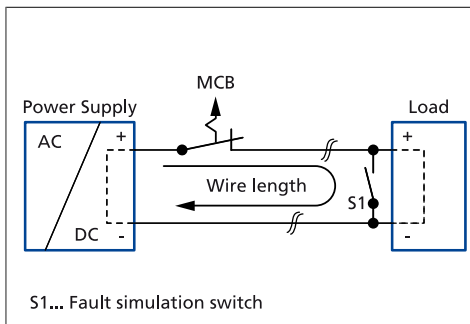 MCB
Power Supply
Load
AC
+
+
Wire length
S1
DC
-
-
S1... Fault simulation switch